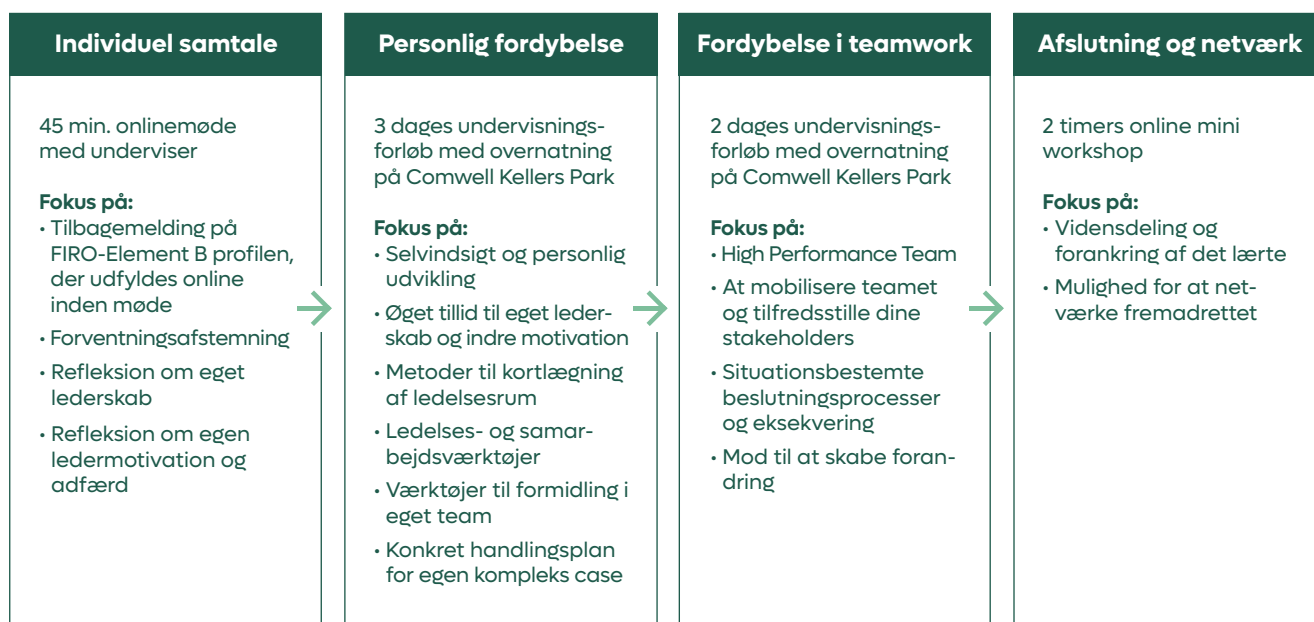 Individuel samtale
45 min. onlinemøde
med underviser
Fokus på:
• Tilbagemelding på
FIRO-Element B profilen,
der udfyldes online
inden møde
• Forventningsafstemning
• Refleksion om eget
lederskab
• Refleksion om egen
ledermotivation og
adfærd
Personlig fordybelse
3 dages undervisnings-
forløb med overnatning
på Comwell Kellers Park
Fokus på:
• Selvindsigt og personlig
udvikling
• Øget tillid til eget leder-
skab og indre motivation
• Metoder til kortlægning
af ledelsesrum
• Ledelses- og samar-
bejdsværktøjer
• Værktøjer til formidling i
eget team
• Konkret handlingsplan
for egen kompleks case
Fordybelse i teamwork
2 dages undervisnings-
forløb med overnatning
på Comwell Kellers Park
Fokus på:
• High Performance Team
• At mobilisere teamet
og tilfredsstille dine
stakeholders
• Situationsbestemte
beslutningsprocesser
og eksekvering
• Mod til at skabe foran-
dring
Afslutning og netværk
2 timers online mini
workshop
Fokus på:
• Vidensdeling og
forankring af det lærte
• Mulighed for at net-
værke fremadrettet